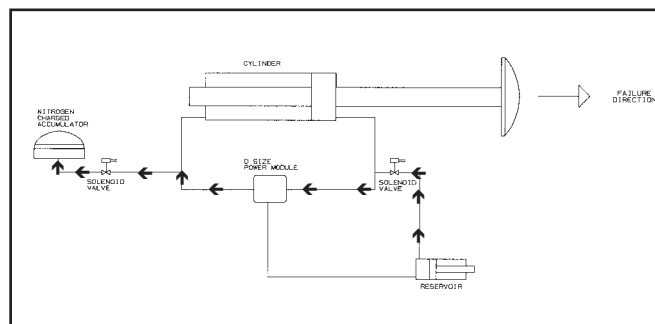 CYLINDER
NITROGEN
CHARGED
ACCUMULATOR
FAILURE
DIRECTION
D SIZE
POWER MODULE
SOLENOID
VALVE
SOLENOID
VALVE
RESERVOIR